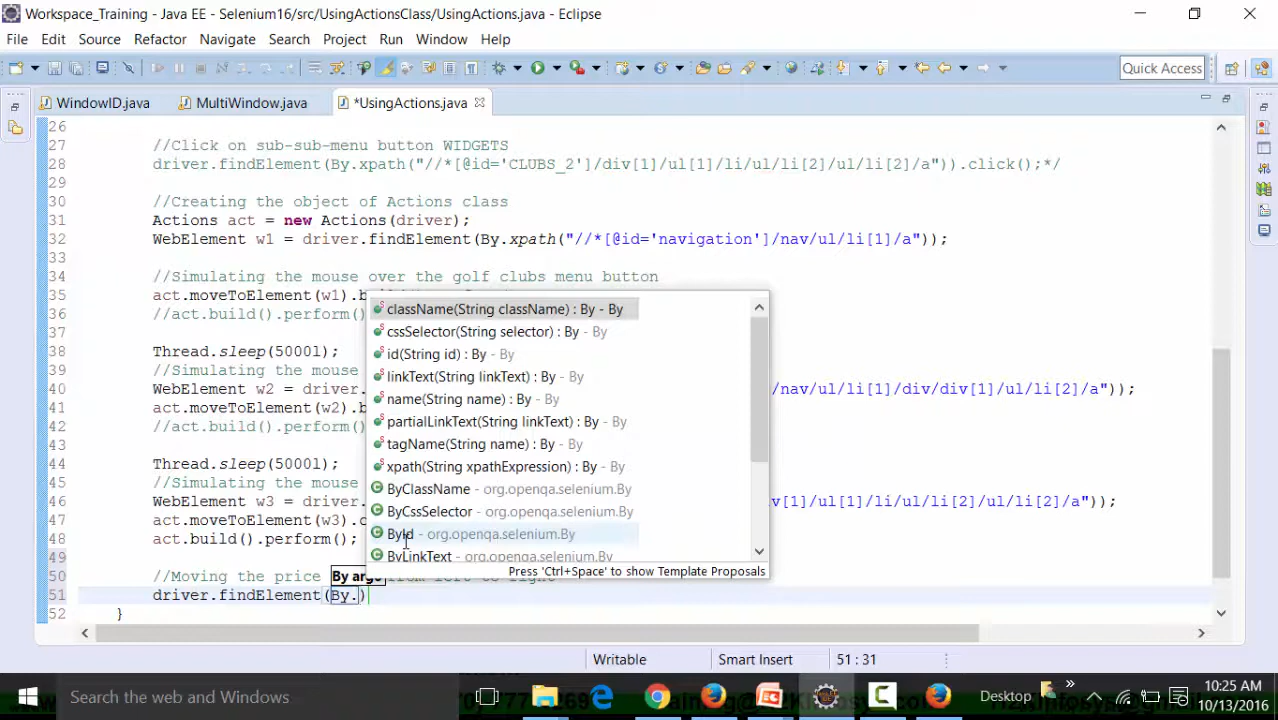 Workspace_Training - Java EE - Selenium16/src/UsingActionsClass/UsingActions.java - Eclipse
File Edit Source Refactor Navigate Search Project Run Window Help
Quick Access
WindowID.java MultiWindow.java *UsingActions.java
26
27 //Click on sub-sub-menu button WIDGETS
28 driver.findElement(By.xpath("//*[@id='CLUBS_2']/div[1]/ul[1]/li/ul/li[2]/ul/li[2]/a")).click();*/
29
30 //Creating the object of Actions class
31 Actions act = new Actions(driver);
32 WebElement w1 = driver.findElement(By.xpath("//*[@id='navigation']/nav/ul/li[1]/a"));
33
34 //Simulating the mouse over the golf clubs menu button
35 act.moveToElement(w1).b
className(String className) : By - By
36 //act.build().perform()
cssSelector(String selector) : By - By
37
38 Thread.sleep(5000l);
id(String id) : By - By
39 //Simulating the mouse
linkText(String linkText) : By - By
40 WebElement w2 = driver. /nav/ul/li[1]/div/div[1]/ul/li[2]/a"));
name(String name) : By - By
41 act.moveToElement(w2).b
partialLinkText(String linkText) : By - By
42 //act.build().perform()
tagName(String name) : By - By
43
44 Thread.sleep(5000l);
xpath(String xpathExpression) : By - By
45 //Simulating the mouse
ByClassName - org.openqa.selenium.By
46 WebElement w3 = driver. v[1]/ul/li/ul/li[2]/ul/li[2]/a"));
ByCssSelector - org.openqa.selenium.By
47 act.moveToElement(w3).c
ById - org.openqa.selenium.By
48 act.build().perform();
ByLinkText - org.openqa.selenium.By
49
Press 'Ctrl+Space' to show Template Proposals
50 //Moving the price By arg0 from left to right
51 driver.findElement(By.)
52 }
Writable Smart Insert 51 : 31
Search the web and Windows
Desktop
10:25 AM
10/13/2016